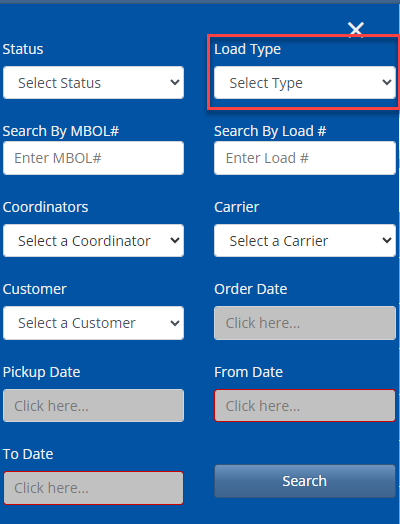 Status
Load Type
Select Status
Select Type
Search By MBOL#
Search By Load #
Enter MBOL#
Enter Load #
Coordinators
Carrier
Select a Coordinator
Select a Carrier
Customer
Order Date
Select a Customer
Click here...
Pickup Date
From Date
Click here...
Click here...
To Date
Click here...
Search